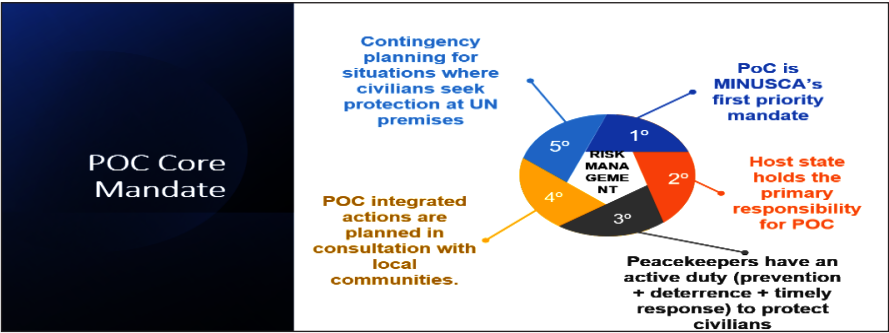 POC Core
Mandate
Contingency
planning for
situations where
civilians seek
protection at UN
premises
PoC is
MINUSCA's
first priority
mandate
Host state
holds the
primary
responsibility
for POC
Peacekeepers have an
active duty (prevention
+ deterrence + timely
response) to protect
civilians
POC integrated
actions are
planned in
consultation with
local
communities.
1º
2º
3º
4º
5º
RISK
MANA
GEME
NT